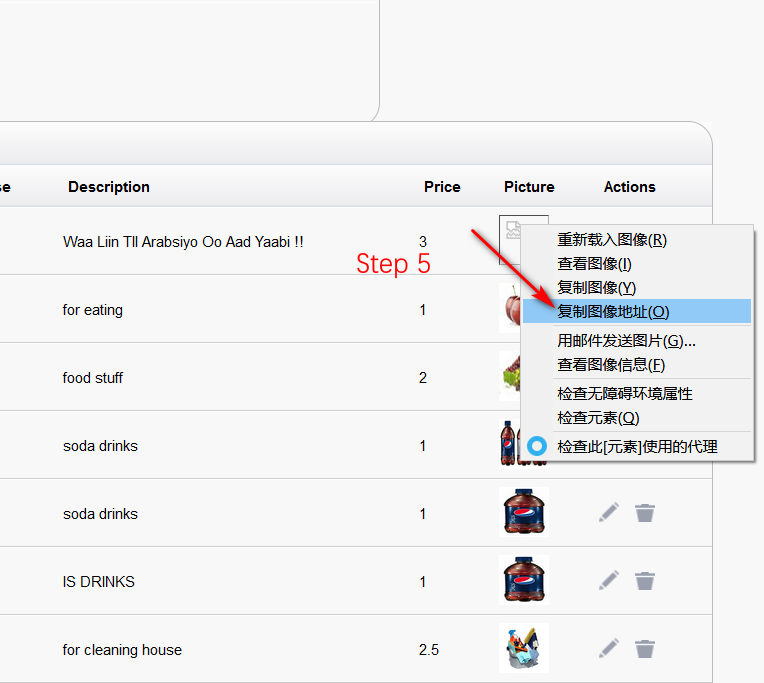 se Description Price Picture Actions
Waa Liin Tll Arabsiyo Oo Aad Yaabi !! 3
Step 5
for eating 1
food stuff 2
soda drinks 1
soda drinks 1
IS DRINKS 1
for cleaning house 2.5
重新载入图像(R)
查看图像(I)
复制图像(Y)
复制图像地址(O)
用邮件发送图片(G)...
查看图像信息(F)
检查无障碍环境属性
检查元素(Q)
检查此[元素]使用的代理